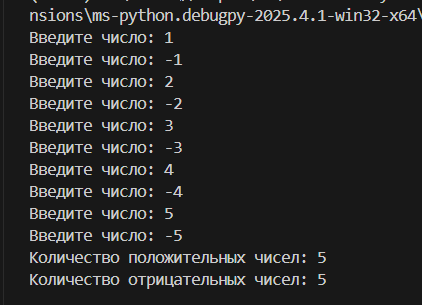 nsions\ms-python.debugpy-2025.4.1-win32-x64\
Введите число: 1
Введите число: -1
Введите число: 2
Введите число: -2
Введите число: 3
Введите число: -3
Введите число: 4
Введите число: -4
Введите число: 5
Введите число: -5
Количество положительных чисел: 5
Количество отрицательных чисел: 5